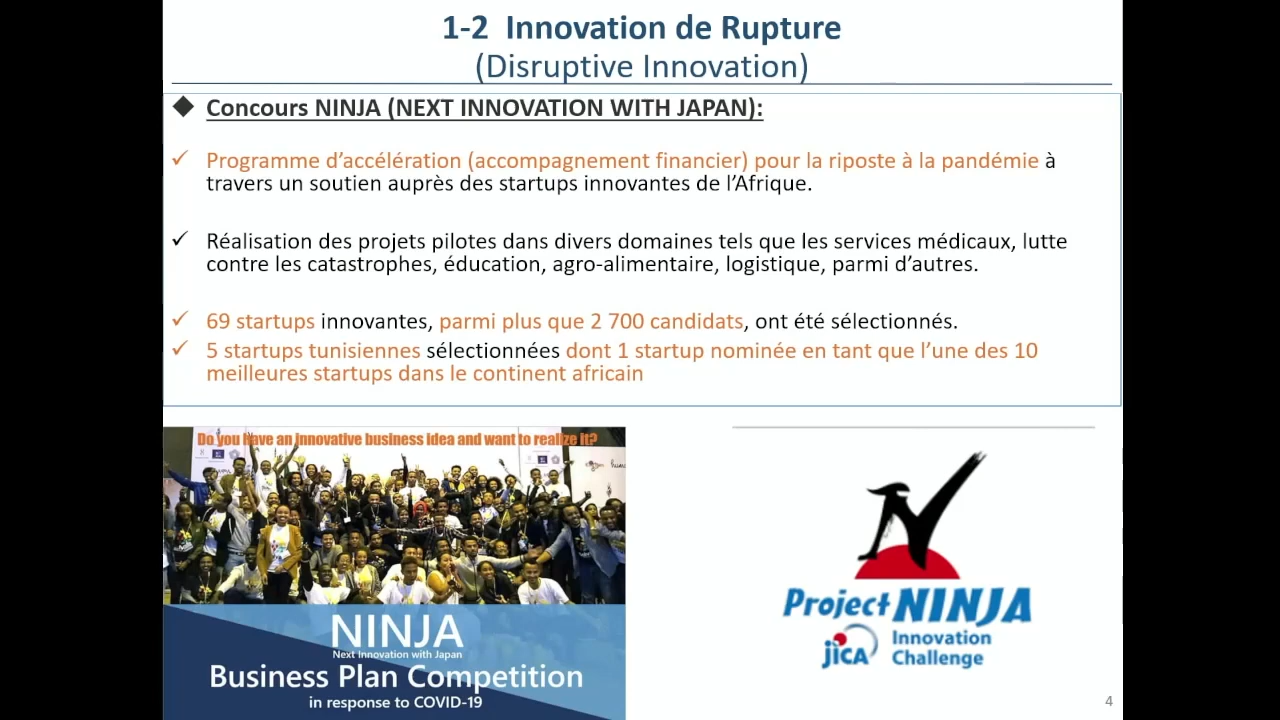 1-2 Innovation de Rupture
(Disruptive Innovation)
Concours NINJA (NEXT INNOVATION WITH JAPAN):
Programme d’accélération (accompagnement financier) pour la riposte à la pandémie à
travers un soutien auprès des startups innovantes de l’Afrique.
Réalisation des projets pilotes dans divers domaines tels que les services médicaux, lutte
contre les catastrophes, éducation, agro-alimentaire, logistique, parmi d’autres.
69 startups innovantes, parmi plus que 2 700 candidats, ont été sélectionnés.
5 startups tunisiennes sélectionnées dont 1 startup nominée en tant que l’une des 10
meilleures startups dans le continent africain
Do you have an innovative business idea and want to realize it?
NINJA
Next Innovation with Japan
Business Plan Competition
in response to COVID-19
Project NINJA
jICA Innovation
Challenge
4